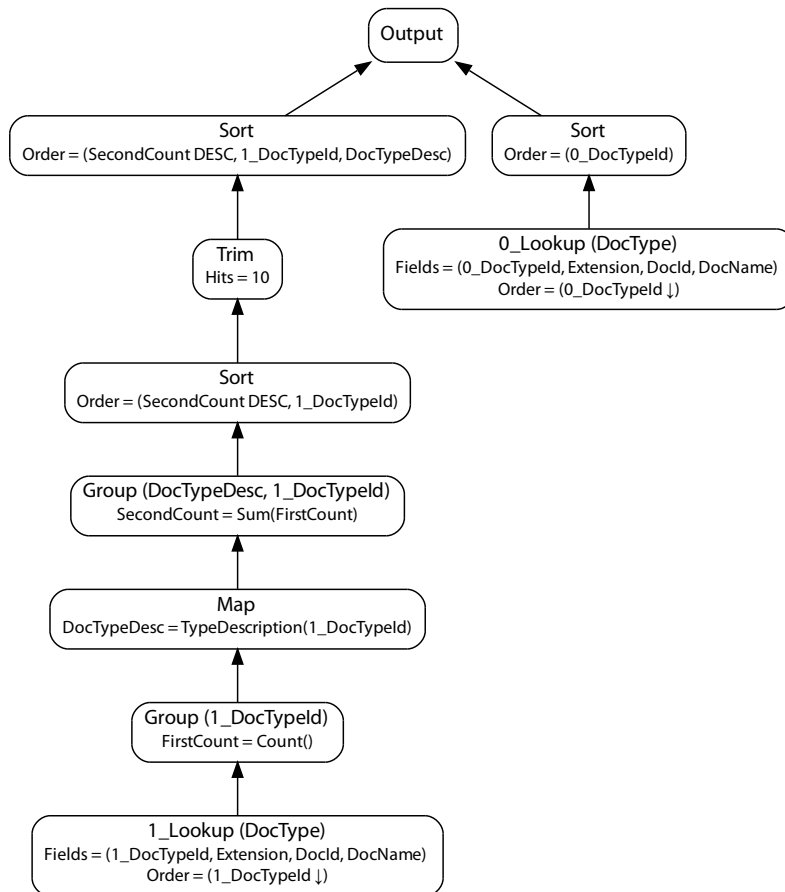 Output
Sort
Order = (SecondCount DESC, 1_DocTypeId, DocTypeDesc)
Sort
Order = (0_DocTypeId)
Trim
Hits = 10
0_Lookup (DocType)
Fields = (0_DocTypeId, Extension, DocId, DocName)
Order = (0_DocTypeId ↓)
Sort
Order = (SecondCount DESC, 1_DocTypeId)
Group (DocTypeDesc, 1_DocTypeId)
SecondCount = Sum(FirstCount)
Map
DocTypeDesc = TypeDescription(1_DocTypeId)
Group (1_DocTypeId)
FirstCount = Count()
1_Lookup (DocType)
Fields = (1_DocTypeId, Extension, DocId, DocName)
Order = (1_DocTypeId ↓)